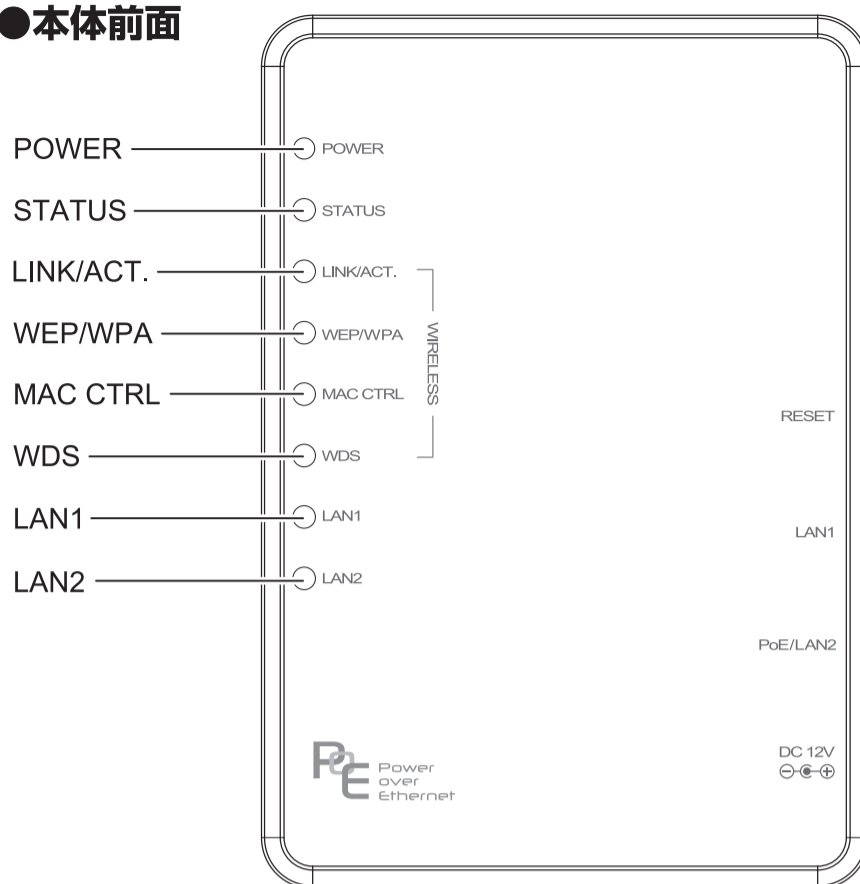 ●本体前面
POWER
STATUS
LINK/ACT.
WEP/WPA
MAC CTRL
WDS
LAN1
LAN2
POWER
STATUS
LINK/ACT.
WEP/WPA
MAC CTRL
WDS
LAN1
LAN2
WIRELESS
RESET
LAN1
PoE/LAN2
DC 12V
PoE
Power
over
Ethernet